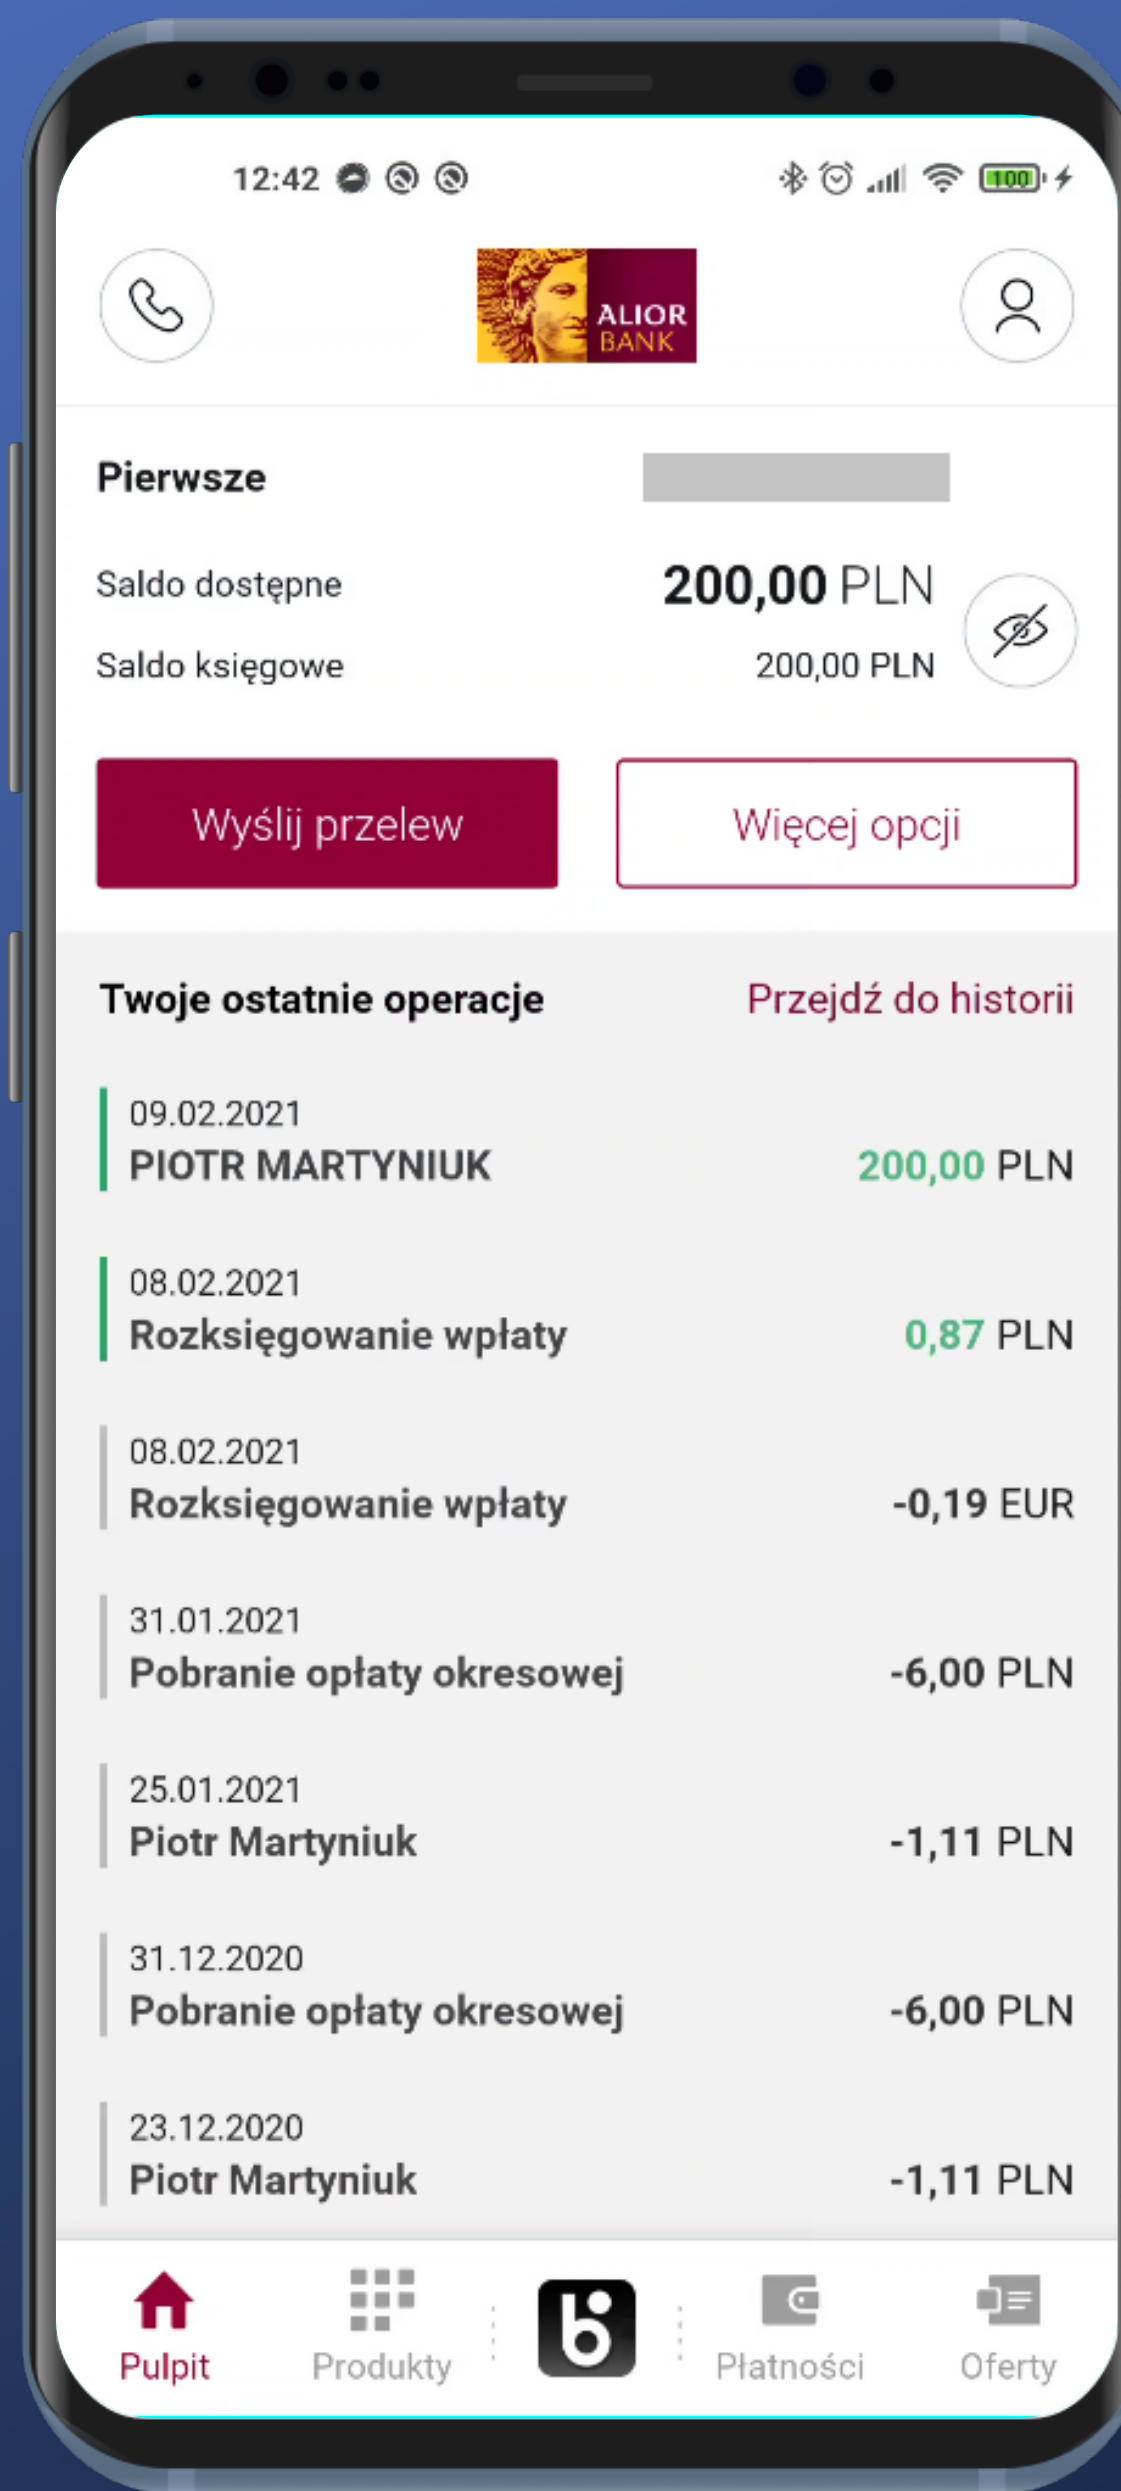 12:42
100
ALIOR
BANK
Pierwsze
Saldo dostępne 200,00 PLN
Saldo księgowe 200,00 PLN
Wyślij przelew Więcej opcji
Twoje ostatnie operacje Przejdź do historii
09.02.2021
PIOTR MARTYNIUK 200,00 PLN
08.02.2021
Rozksięgowanie wpłaty 0,87 PLN
08.02.2021
Rozksięgowanie wpłaty -0,19 EUR
31.01.2021
Pobranie opłaty okresowej -6,00 PLN
25.01.2021
Piotr Martyniuk -1,11 PLN
31.12.2020
Pobranie opłaty okresowej -6,00 PLN
23.12.2020
Piotr Martyniuk -1,11 PLN
Pulpit Produkty Płatności Oferty